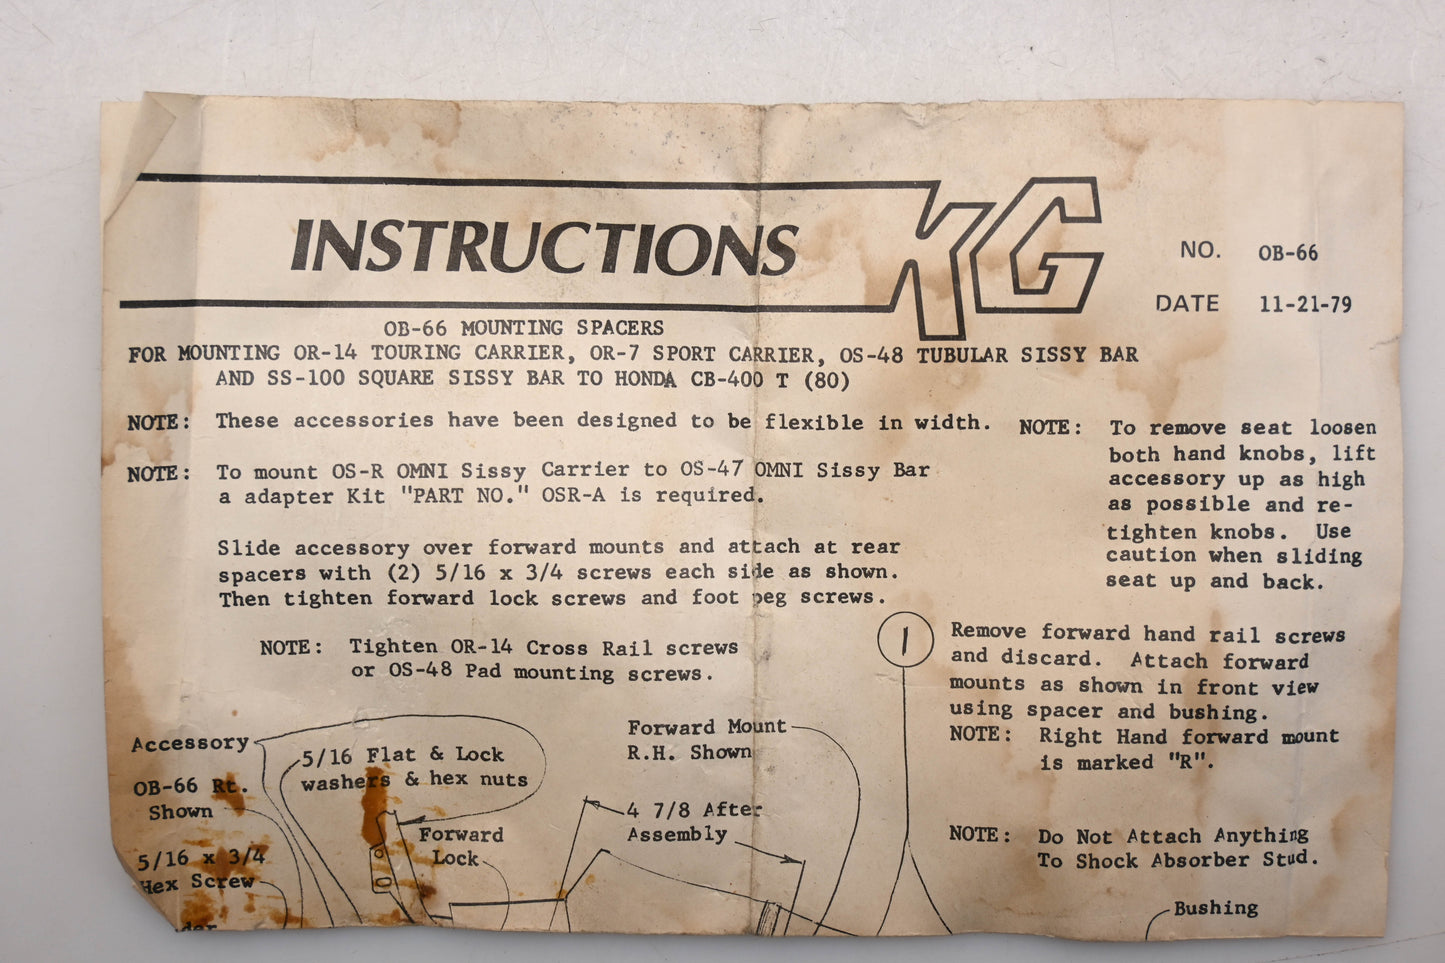 INSTRUCTIONS KG
NO. OB-66
DATE 11-21-79
OB-66 MOUNTING SPACERS
FOR MOUNTING OR-14 TOURING CARRIER, OR-7 SPORT CARRIER, OS-48 TUBULAR SISSY BAR
AND SS-100 SQUARE SISSY BAR TO HONDA CB-400 T (80)
NOTE: These accessories have been designed to be flexible in width.
NOTE: To mount OS-R OMNI Sissy Carrier to OS-47 OMNI Sissy Bar
a adapter Kit "PART NO." OSR-A is required.
Slide accessory over forward mounts and attach at rear
spacers with (2) 5/16 x 3/4 screws each side as shown.
Then tighten forward lock screws and foot peg screws.
NOTE: Tighten OR-14 Cross Rail screws
or OS-48 Pad mounting screws.
NOTE: To remove seat loosen
both hand knobs, lift
accessory up as high
as possible and re-
tighten knobs. Use
caution when sliding
seat up and back.
1 Remove forward hand rail screws
and discard. Attach forward
mounts as shown in front view
using spacer and bushing.
NOTE: Right Hand forward mount
is marked "R".
NOTE: Do Not Attach Anything
To Shock Absorber Stud.
Bushing
Accessory
OB-66 Rt.
Shown
5/16 x 3/4
Hex Screw
5/16 Flat & Lock
washers & hex nuts
Forward
Lock
Forward Mount
R.H. Shown
4 7/8 After
Assembly